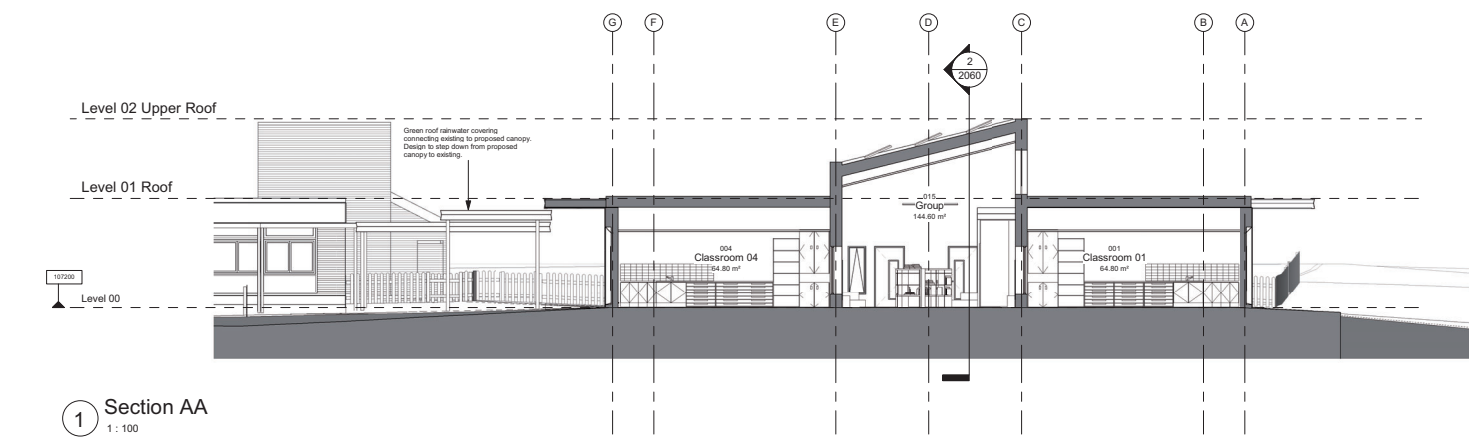 G F E D C B A
2
2060
Level 02 Upper Roof
Green roof rainwater covering
connecting existing to proposed canopy.
Design to step down from proposed
canopy to existing.
Level 01 Roof
015
Group
144.60 m²
004
Classroom 04
64.80 m²
001
Classroom 01
64.80 m²
107200
Level 00
1
Section AA
1 : 100